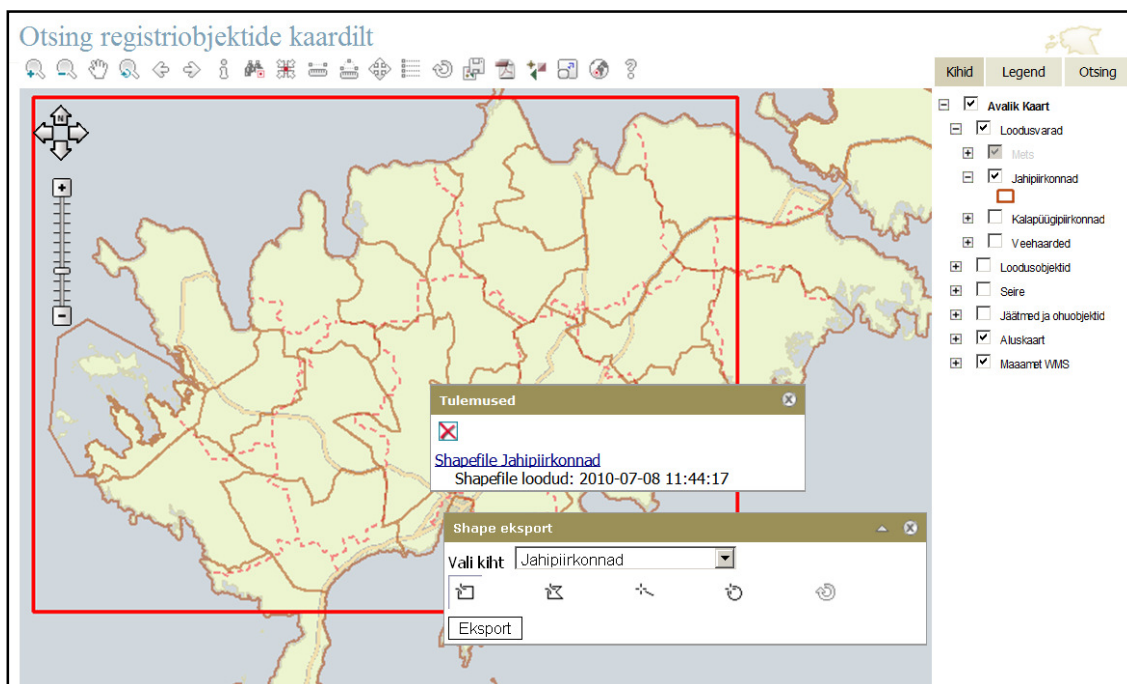 Otsing registriobjektide kaardilt
Kihid Legend Otsing
N
Avalik Kaart
Loodusvarad
Mets
Jahipiirkonnad
Kalapüügipiirkonnad
Veehaarded
Loodusobjektid
Seire
Jäätmed ja ohuobjektid
Aluskaart
Maaamet WMS
Tulemused
Shapefile Jahipiirkonnad
Shapefile loodud: 2010-07-08 11:44:17
Shape eksport
Vali kiht Jahipiirkonnad
Eksport